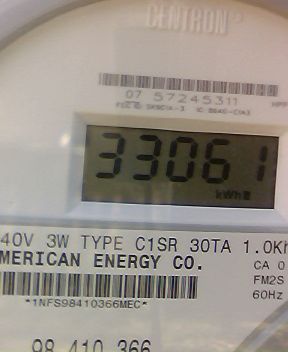 CENTRON
07 57245311
33061
kWh
40V 3W TYPE C1SR 30TA 1.0Kh
MERICAN ENERGY CO.
CA 0
FM2S
*1NFS98410366MEC*
60Hz
98 410 366